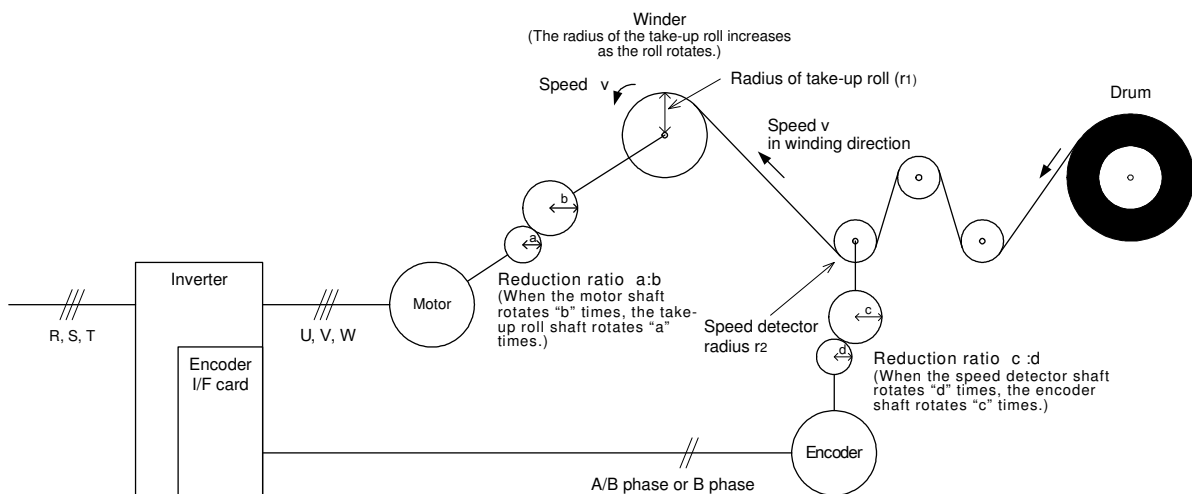 Winder
(The radius of the take-up roll increases
as the roll rotates.)
Speed v
Radius of take-up roll (r1)
Drum
Speed v
in winding direction
b
a
Reduction ratio a:b
(When the motor shaft
rotates “b” times, the take-
up roll shaft rotates “a”
times.)
Inverter
Motor
R, S, T
U, V, W
Encoder
I/F card
Speed detector
radius r2
c
d
Reduction ratio c :d
(When the speed detector shaft
rotates “d” times, the encoder
shaft rotates “c” times.)
Encoder
A/B phase or B phase